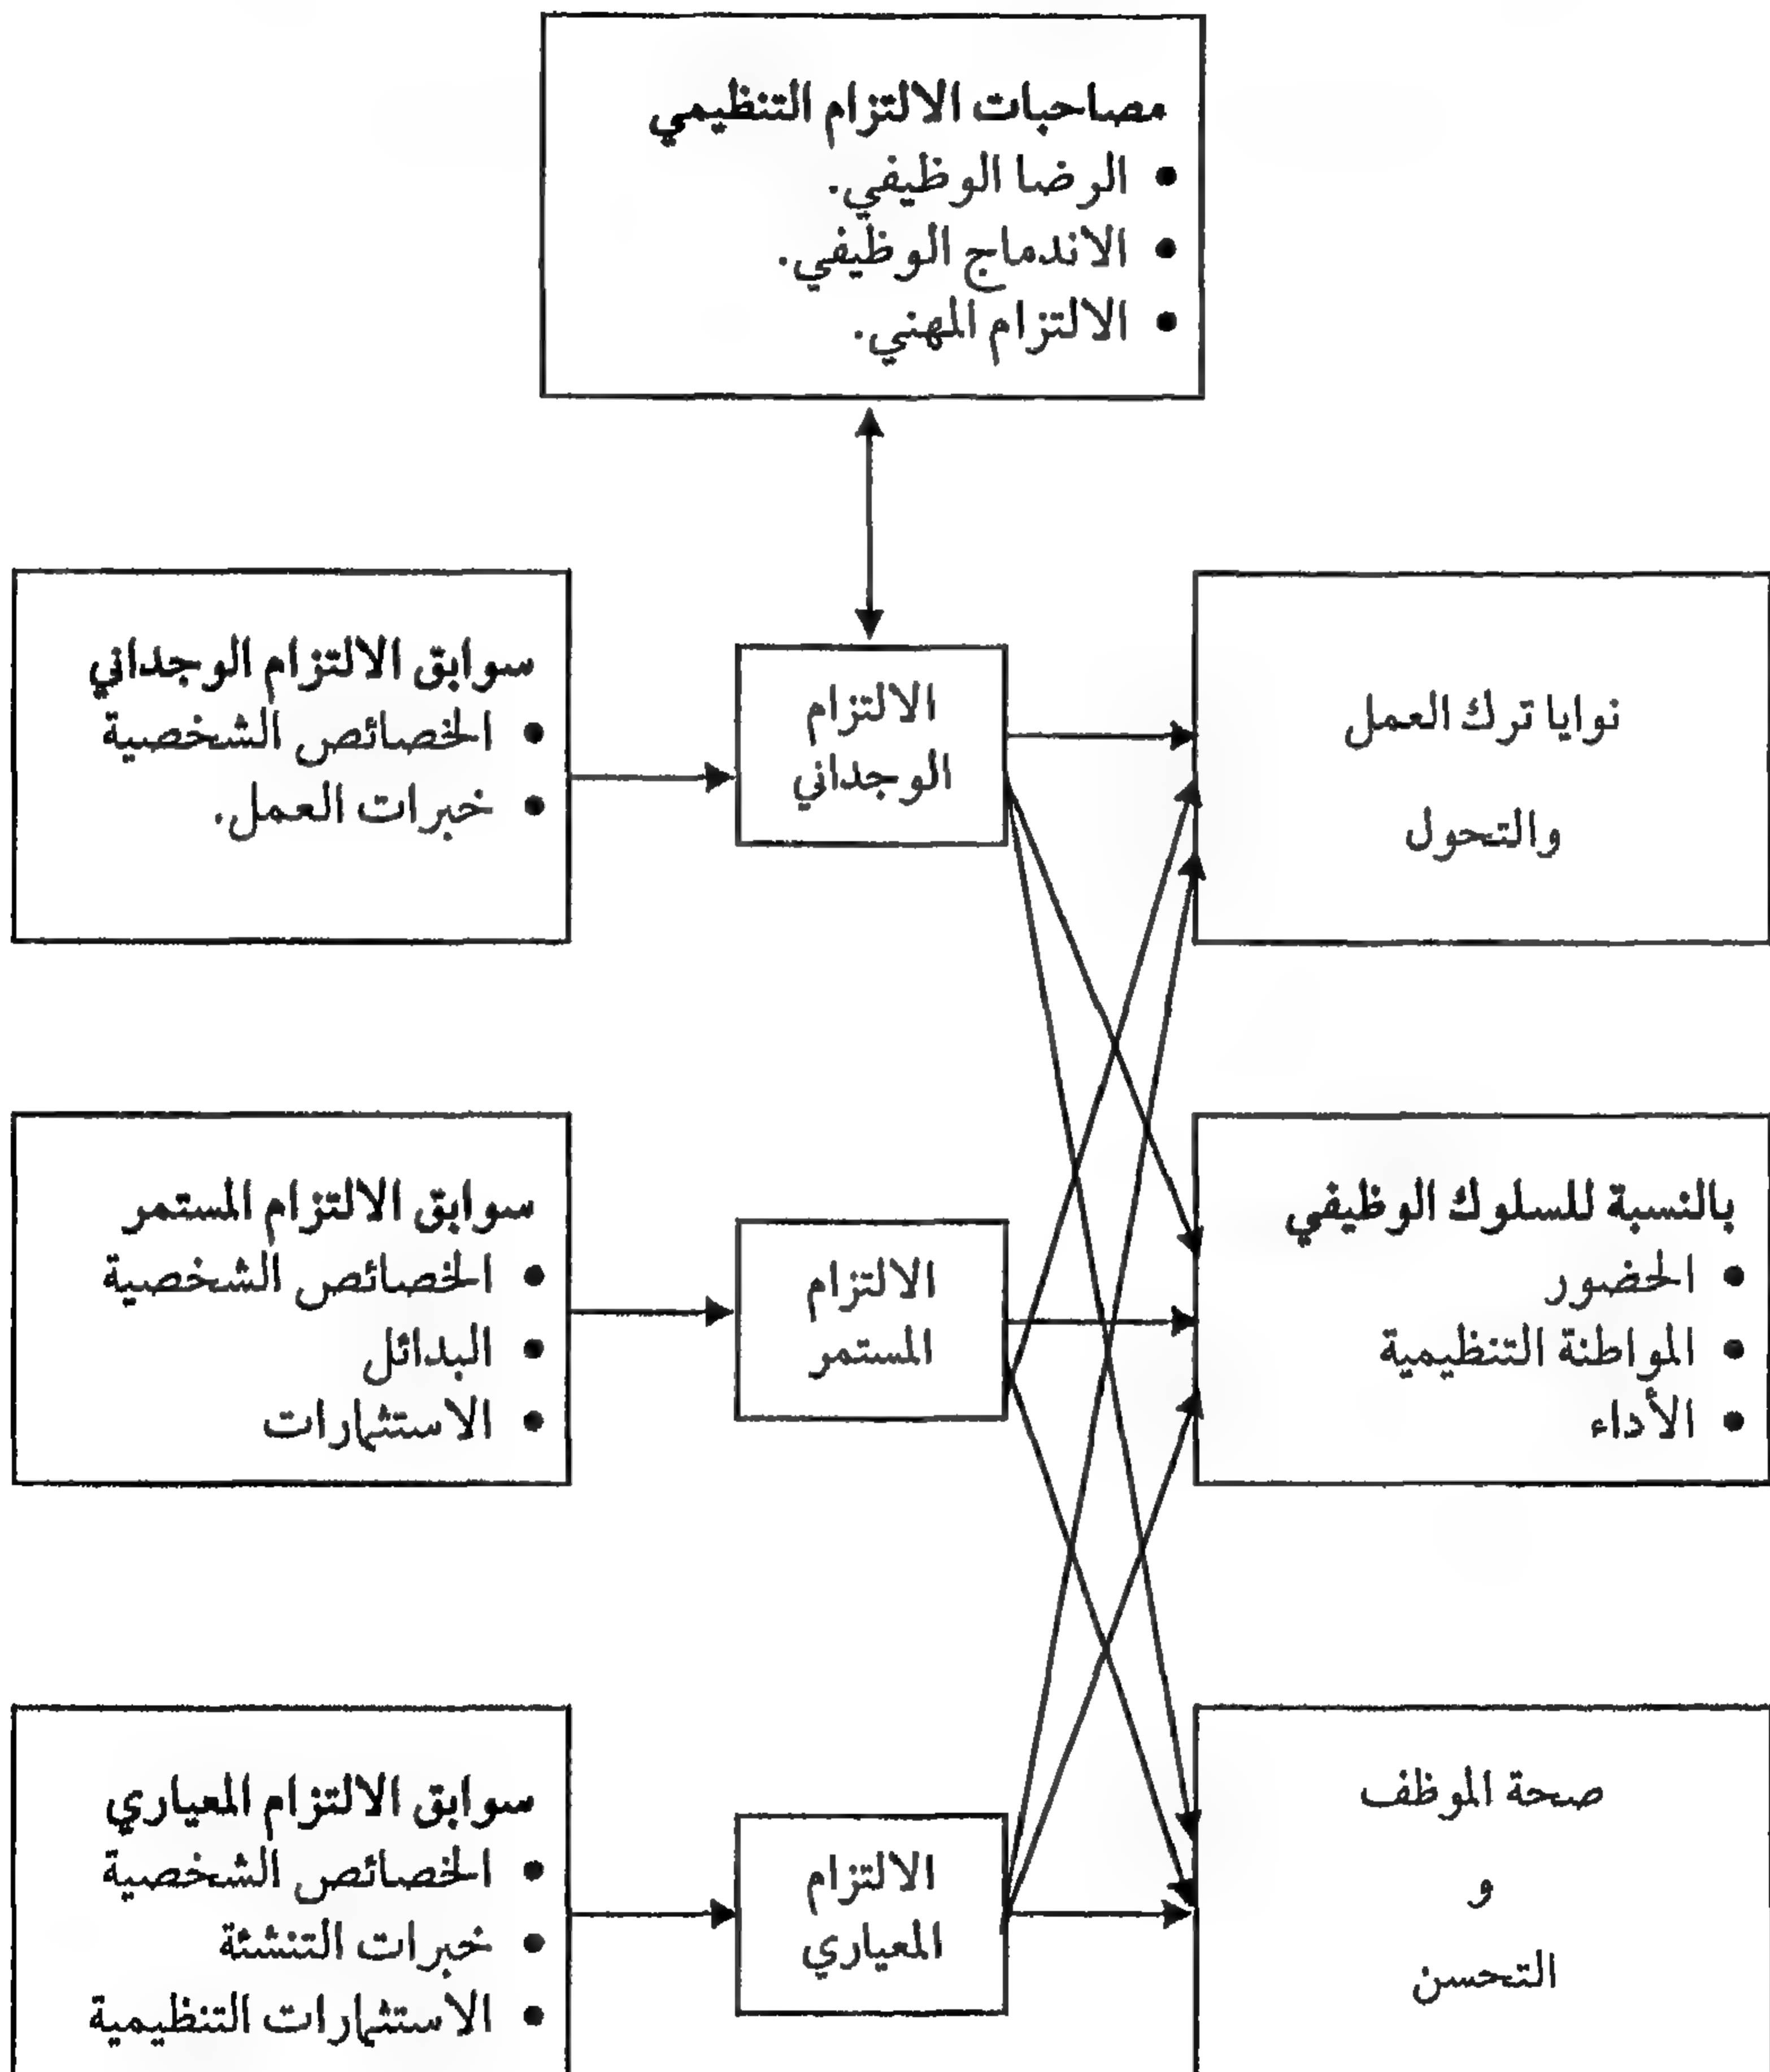 مصاحبات الالتزام التنظيمي
• الرضا الوظيفي.
• الاندماج الوظيفي.
• الالتزام المهني.
سوابق الالتزام الوجداني
• الخصائص الشخصية
• خبرات العمل.
الالتزام
الوجداني
نوايا ترك العمل
والتحول
سوابق الالتزام المستمر
• الخصائص الشخصية
• البدائل
• الاستثمارات
الالتزام
المستمر
بالنسبة للسلوك الوظيفي
• الحضور
• المواطنة التنظيمية
• الأداء
سوابق الالتزام المعياري
• الخصائص الشخصية
• خبرات التنشئة
• الاستثمارات التنظيمية
الالتزام
المعياري
صحة الموظف
و
التحسن